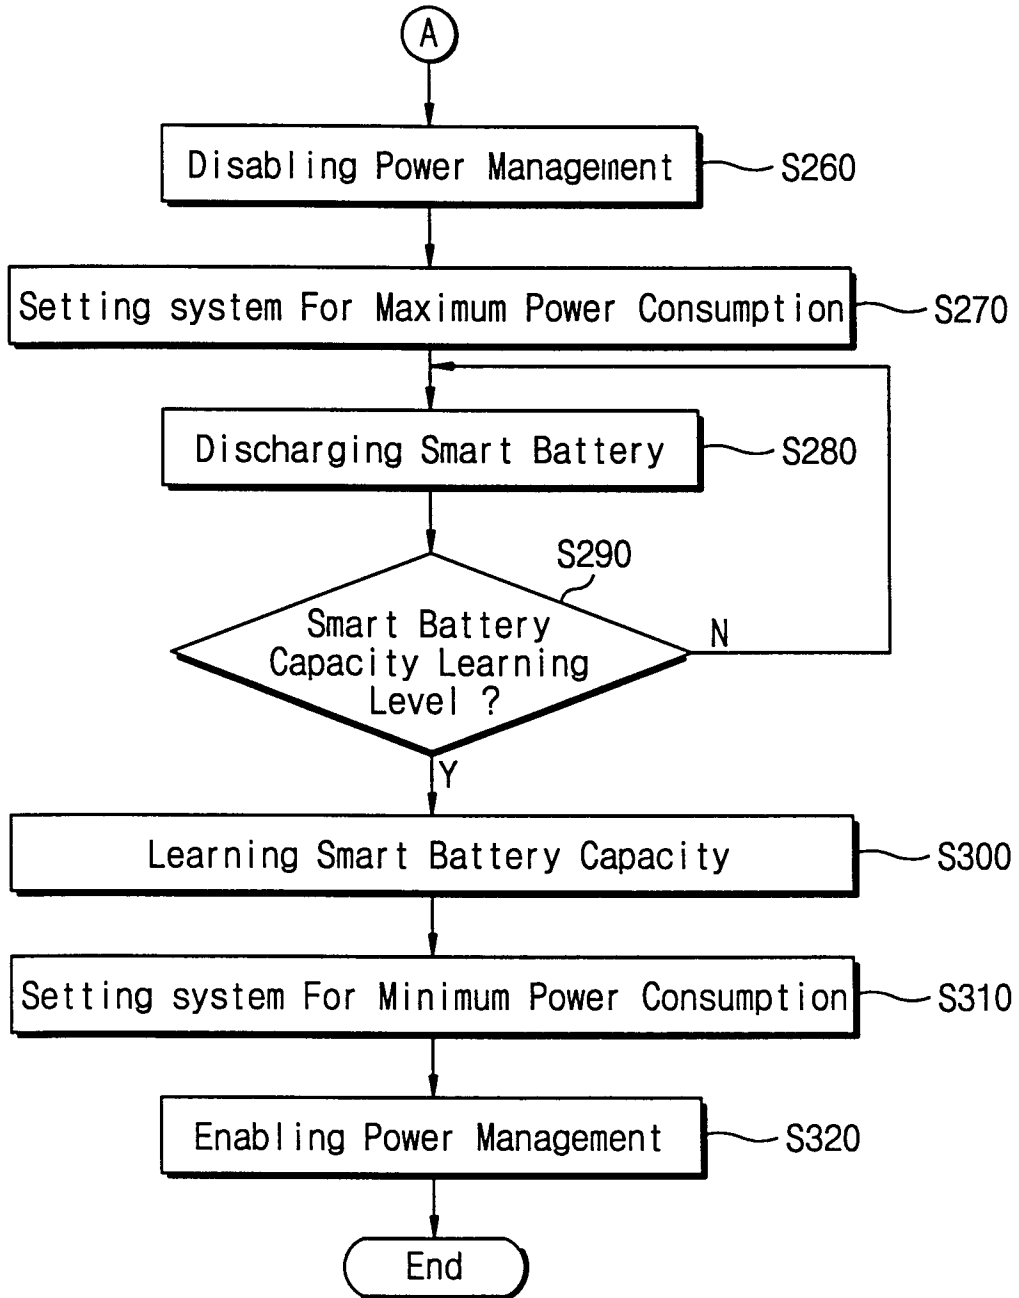 A
Disabling Power Management
S260
Setting system For Maximum Power Consumption
S270
Discharging Smart Battery
S280
S290
Smart Battery
Capacity Learning
Level ?
N
Y
Learning Smart Battery Capacity
S300
Setting system For Minimum Power Consumption
S310
Enabling Power Management
S320
End